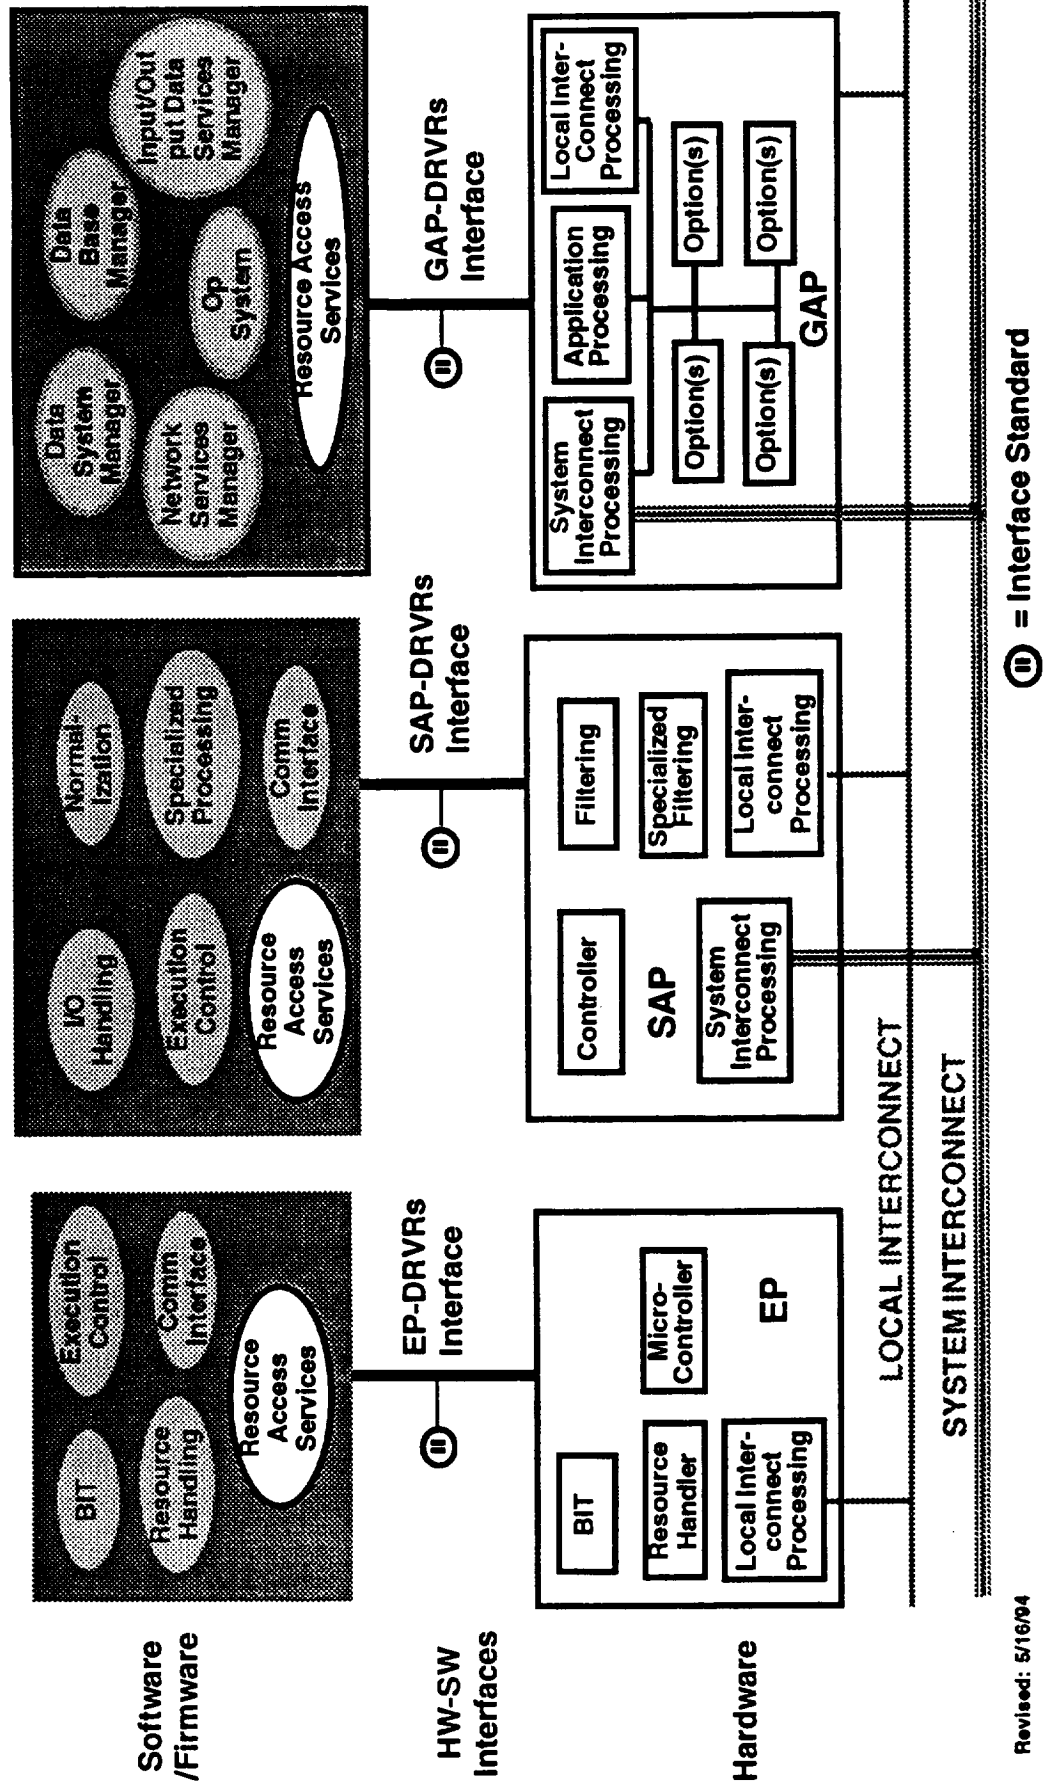 Software
/Firmware
BIT
Execution
Control
Resource
Handling
Comm
Interface
Resource
Access
Services
I/O
Handling
Normal-
ization
Execution
Control
Specialized
Processing
Resource
Access
Services
Comm
Interface
Data
System
Manager
Data
Base
Manager
Input/Out
put Data
Services
Manager
Network
Services
Manager
Op
System
Resource Access
Services
HW-SW
Interfaces
EP-DRVRs
Interface
SAP-DRVRs
Interface
GAP-DRVRs
Interface
Hardware
BIT
Resource
Handler
Micro-
Controller
Local Inter-
connect
Processing
EP
Controller
Filtering
SAP
Specialized
Filtering
System
Interconnect
Processing
Local Inter-
connect
Processing
System
Interconnect
Processing
Application
Processing
Local Inter-
Connect
Processing
Option(s)
Option(s)
Option(s)
Option(s)
GAP
LOCAL INTERCONNECT
SYSTEM INTERCONNECT
Revised: 5/16/94
= Interface Standard